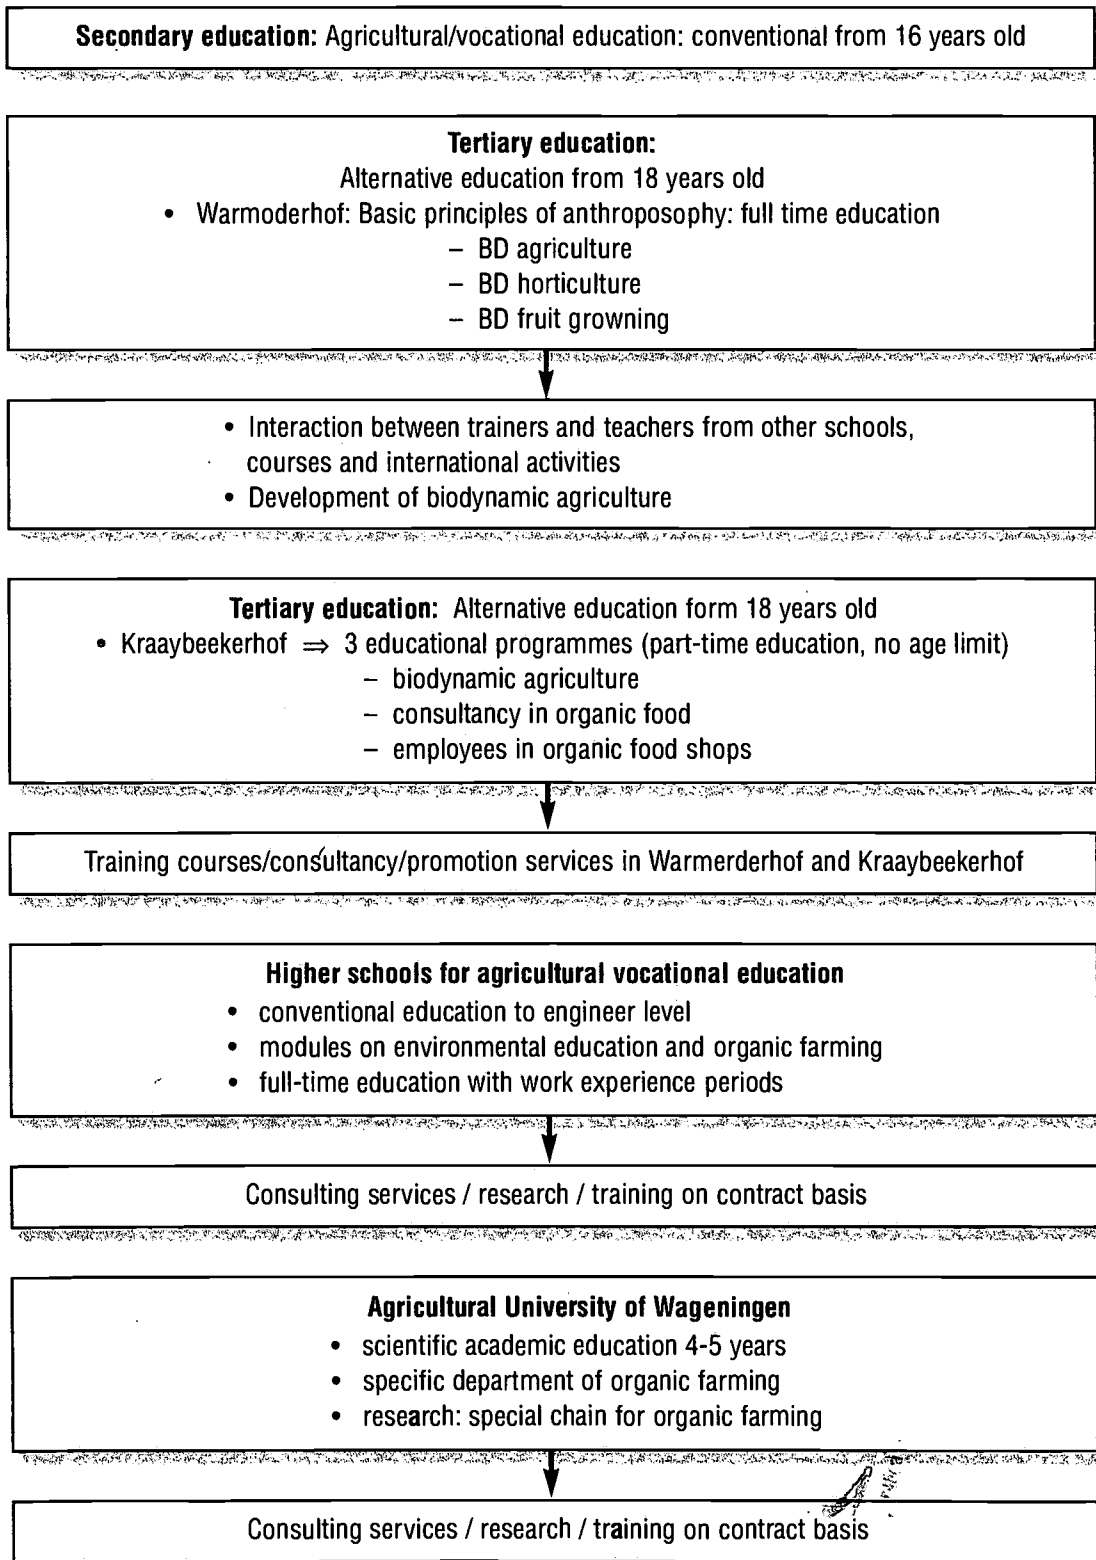 Secondary education: Agricultural/vocational education: conventional from 16 years old
Tertiary education:
Alternative education from 18 years old
• Warmoderhof: Basic principles of anthroposophy: full time education
– BD agriculture
– BD horticulture
– BD fruit growning
• Interaction between trainers and teachers from other schools,
courses and international activities
• Development of biodynamic agriculture
Tertiary education: Alternative education form 18 years old
• Kraaybeekerhof ⇒ 3 educational programmes (part-time education, no age limit)
– biodynamic agriculture
– consultancy in organic food
– employees in organic food shops
Training courses/consultancy/promotion services in Warmerderhof and Kraaybeekerhof
Higher schools for agricultural vocational education
• conventional education to engineer level
• modules on environmental education and organic farming
• full-time education with work experience periods
Consulting services / research / training on contract basis
Agricultural University of Wageningen
• scientific academic education 4-5 years
• specific department of organic farming
• research: special chain for organic farming
Consulting services / research / training on contract basis